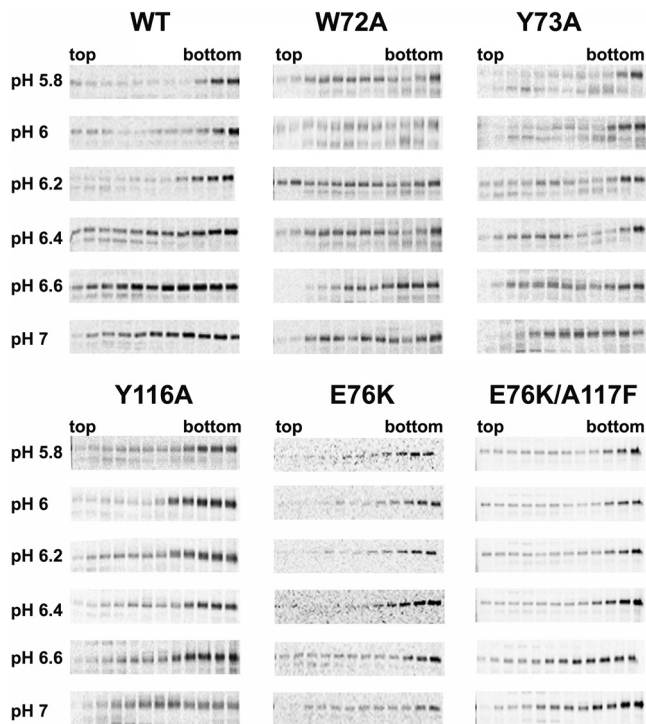 WT W72A Y73A
top bottom top bottom top bottom
pH 5.8
pH 6
pH 6.2
pH 6.4
pH 6.6
pH 7
Y116A E76K E76K/A117F
top bottom top bottom top bottom
pH 5.8
pH 6
pH 6.2
pH 6.4
pH 6.6
pH 7